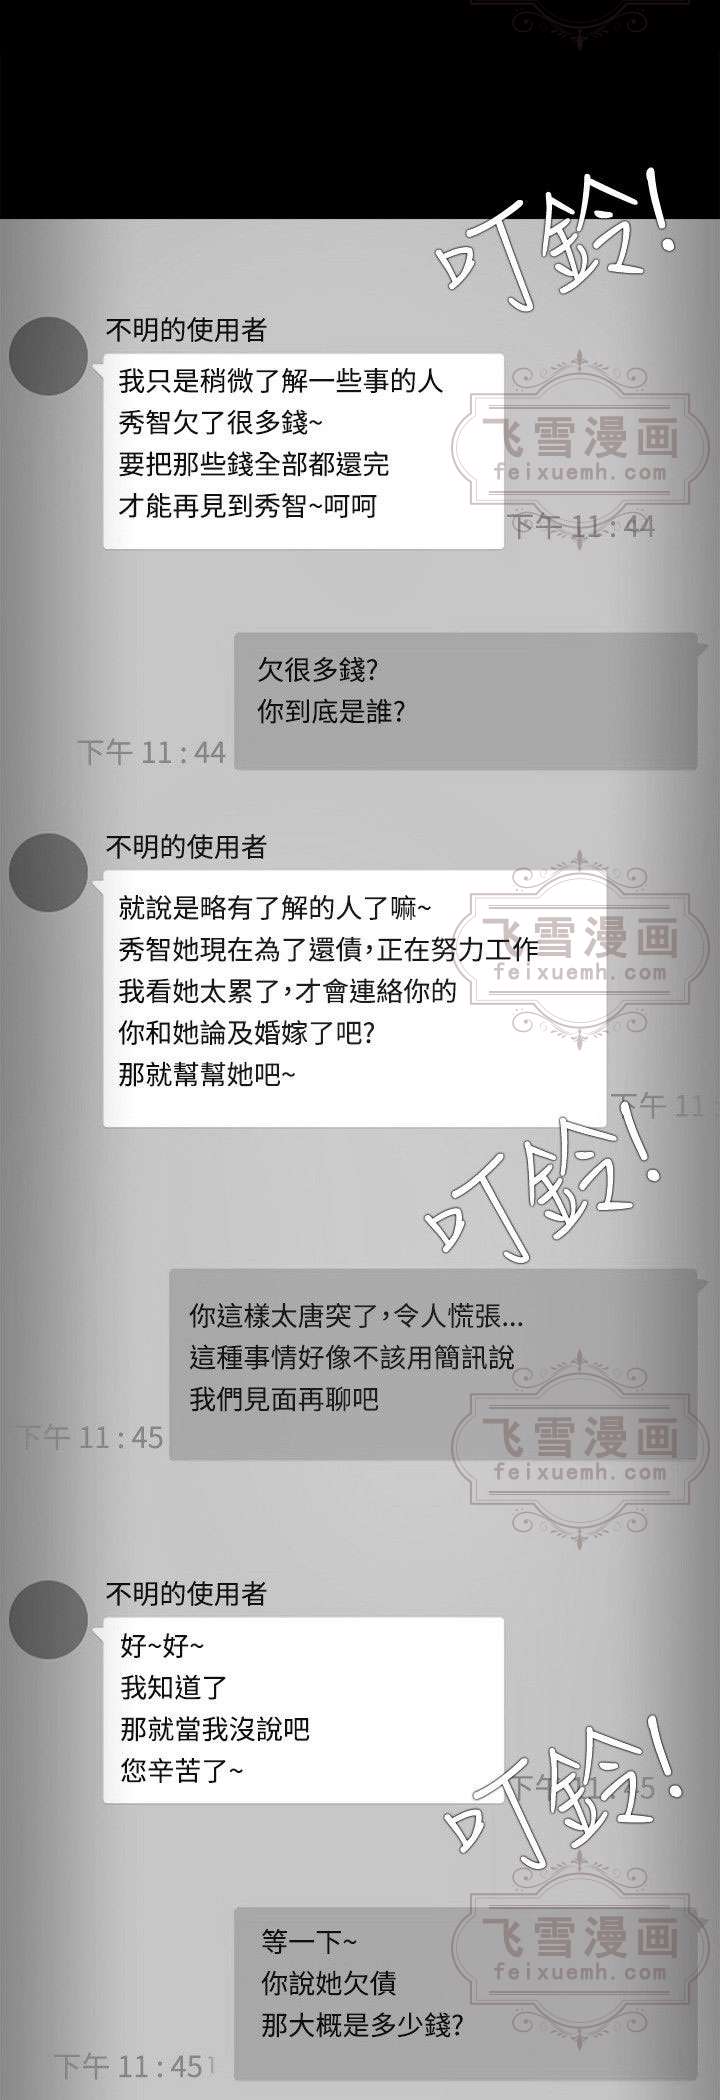 叮鈴!
不明的使用者
我只是稍微了解一些事的人
秀智欠了很多錢~
要把那些錢全部都還完
才能再見到秀智~呵呵
飞雪漫画
feixuemh.com
下午 11 : 44
欠很多錢?
你到底是誰?
下午 11 : 44
不明的使用者
就說是略有了解的人了嘛~
秀智她現在為了還債,正在努力工作
我看她太累了,才會連絡你的
你和她論及婚嫁了吧?
那就幫幫她吧~
飞雪漫画
feixuemh.com
下午 11
叮鈴!
你這樣太唐突了,令人慌張...
這種事情好像不該用簡訊說
我們見面再聊吧
下午 11 : 45
飞雪漫画
feixuemh.com
不明的使用者
好~好~
我知道了
那就當我沒說吧
您辛苦了~
下午 11 : 45
叮鈴!
等一下~
你說她欠債
那大概是多少錢?
飞雪漫画
feixuemh.com
下午 11 : 45